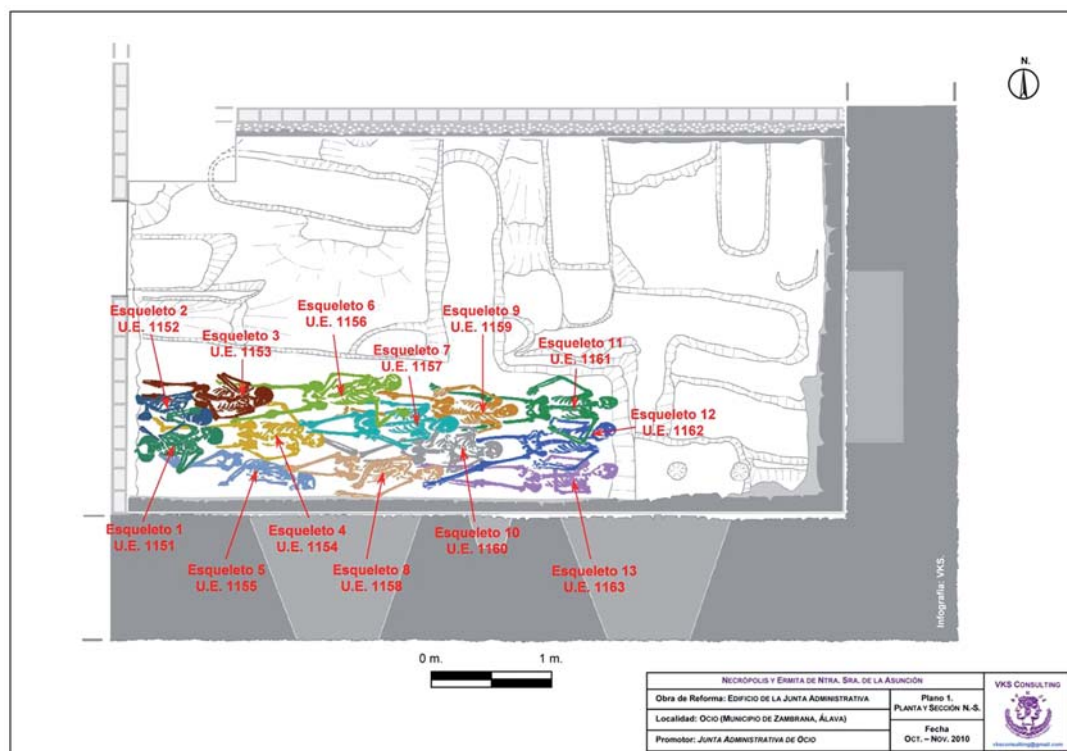 N.
Esqueleto 2
U.E. 1152
Esqueleto 3
U.E. 1153
Esqueleto 6
U.E. 1156
Esqueleto 7
U.E. 1157
Esqueleto 9
U.E. 1159
Esqueleto 11
U.E. 1161
Esqueleto 12
U.E. 1162
Esqueleto 1
U.E. 1151
Esqueleto 5
U.E. 1155
Esqueleto 4
U.E. 1154
Esqueleto 8
U.E. 1158
Esqueleto 10
U.E. 1160
Esqueleto 13
U.E. 1163
Infografía: VKS.
0 m. 1 m.
NECRÓPOLIS Y ERMITA DE NTRA. SRA. DE LA ASUNCIÓN
Obra de Reforma: EDIFICIO DE LA JUNTA ADMINISTRATIVA
Localidad: OCIO (MUNICIPIO DE ZAMBRANA, ÁLAVA)
Promotor: JUNTA ADMINISTRATIVA DE OCIO
Plano 1.
PLANTA Y SECCIÓN N.-S.
Fecha
OCT. – NOV. 2010
VKS CONSULTING
vksconsulting@gmail.com